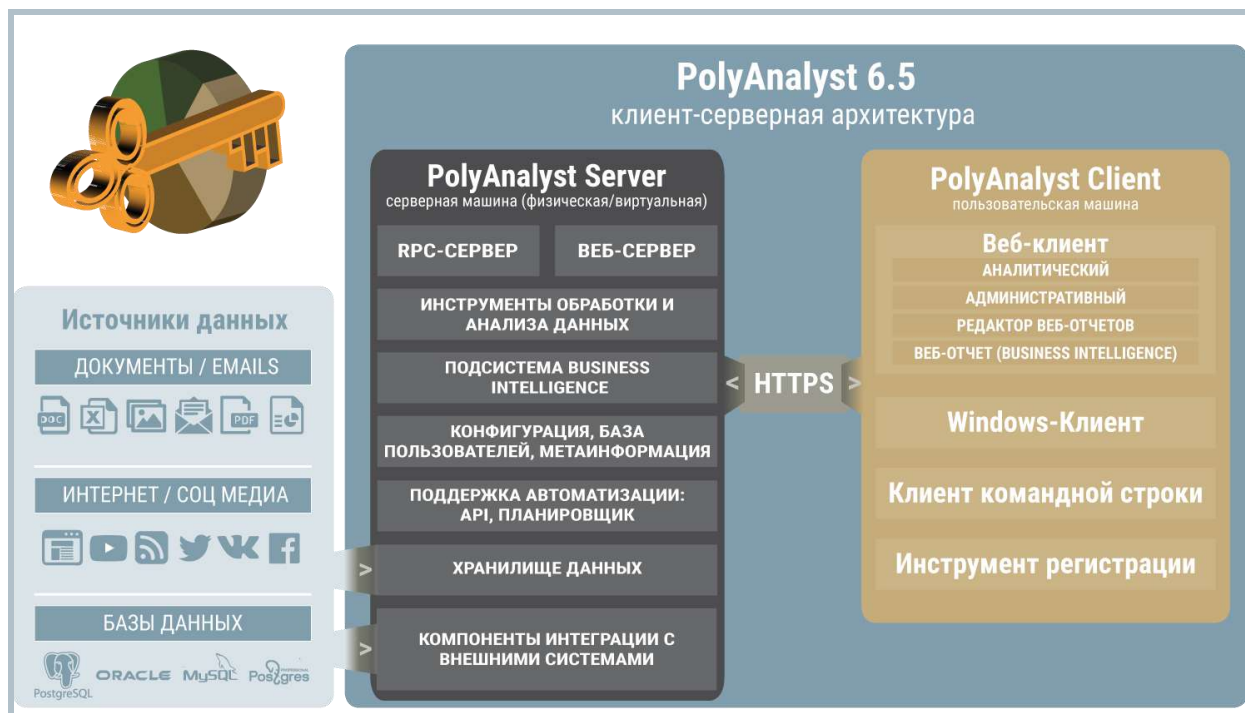 PolyAnalyst 6.5
клиент-серверная архитектура
PolyAnalyst Server
серверная машина (физическая/виртуальная)
RPC-СЕРВЕР
ВЕБ-СЕРВЕР
ИНСТРУМЕНТЫ ОБРАБОТКИ И
АНАЛИЗА ДАННЫХ
ПОДСИСТЕМА BUSINESS
INTELLIGENCE
КОНФИГУРАЦИЯ, БАЗА
ПОЛЬЗОВАТЕЛЕЙ, МЕТАИНФОРМАЦИЯ
ПОДДЕРЖКА АВТОМАТИЗАЦИИ:
API, ПЛАНИРОВЩИК
ХРАНИЛИЩЕ ДАННЫХ
КОМПОНЕНТЫ ИНТЕГРАЦИИ С
ВНЕШНИМИ СИСТЕМАМИ
< HTTPS >
PolyAnalyst Client
пользовательская машина
Веб-клиент
АНАЛИТИЧЕСКИЙ
АДМИНИСТРАТИВНЫЙ
РЕДАКТОР ВЕБ-ОТЧЕТОВ
ВЕБ-ОТЧЕТ (BUSINESS INTELLIGENCE)
Windows-Клиент
Клиент командной строки
Инструмент регистрации
Источники данных
ДОКУМЕНТЫ / EMAILS
DOC
X
PDF
ИНТЕРНЕТ / СОЦ МЕДИА
БАЗЫ ДАННЫХ
PostgreSQL
ORACLE
MySQL
Postgres